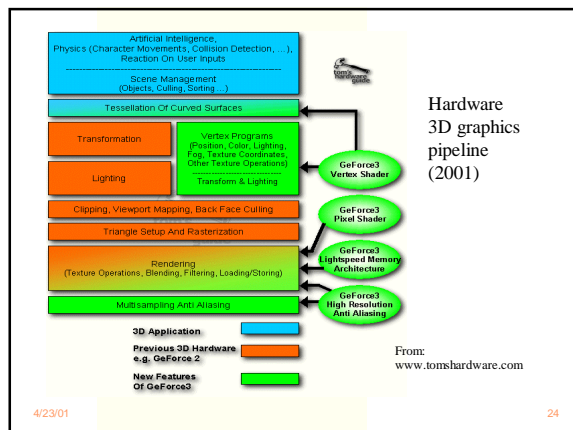 Artificial Intelligence,
Physics (Character Movements, Collision Detection, ...),
Reaction On User Inputs
Scene Management
(Objects, Culling, Sorting ...)
tom's
hardware
guide
Tessellation Of Curved Surfaces
Transformation
Lighting
Vertex Programs
(Position, Color, Lighting,
Fog, Texture Coordinates,
Other Texture Operations)
Transform & Lighting
GeForce3
Vertex Shader
Clipping, Viewport Mapping, Back Face Culling
Triangle Setup And Rasterization
GeForce3
Pixel Shader
Rendering
(Texture Operations, Blending, Filtering, Loading/Storing)
GeForce3
Lightspeed Memory
Architecture
Multisampling Anti Aliasing
GeForce3
High Resolution
Anti Aliasing
3D Application
Previous 3D Hardware
e.g. GeForce 2
New Features
Of GeForce3
Hardware
3D graphics
pipeline
(2001)
From:
www.tomshardware.com
4/23/01
24